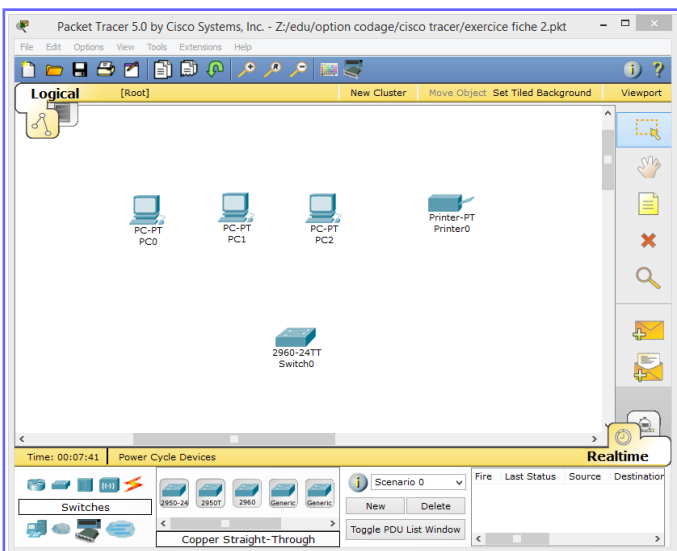 Packet Tracer 5.0 by Cisco Systems, Inc. - Z:/edu/option codage/cisco tracer/exercice fiche 2.pkt
File Edit Options View Tools Extensions Help
Logical [Root] New Cluster Move Object Set Tiled Background Viewport
PC-PT
PC0
PC-PT
PC1
PC-PT
PC2
Printer-PT
Printer0
2960-24TT
Switch0
Time: 00:07:41 Power Cycle Devices Realtime
Switches
2950-24 2950T 2960 Generic Generic
Copper Straight-Through
Scenario 0
New Delete
Toggle PDU List Window
Fire Last Status Source Destination